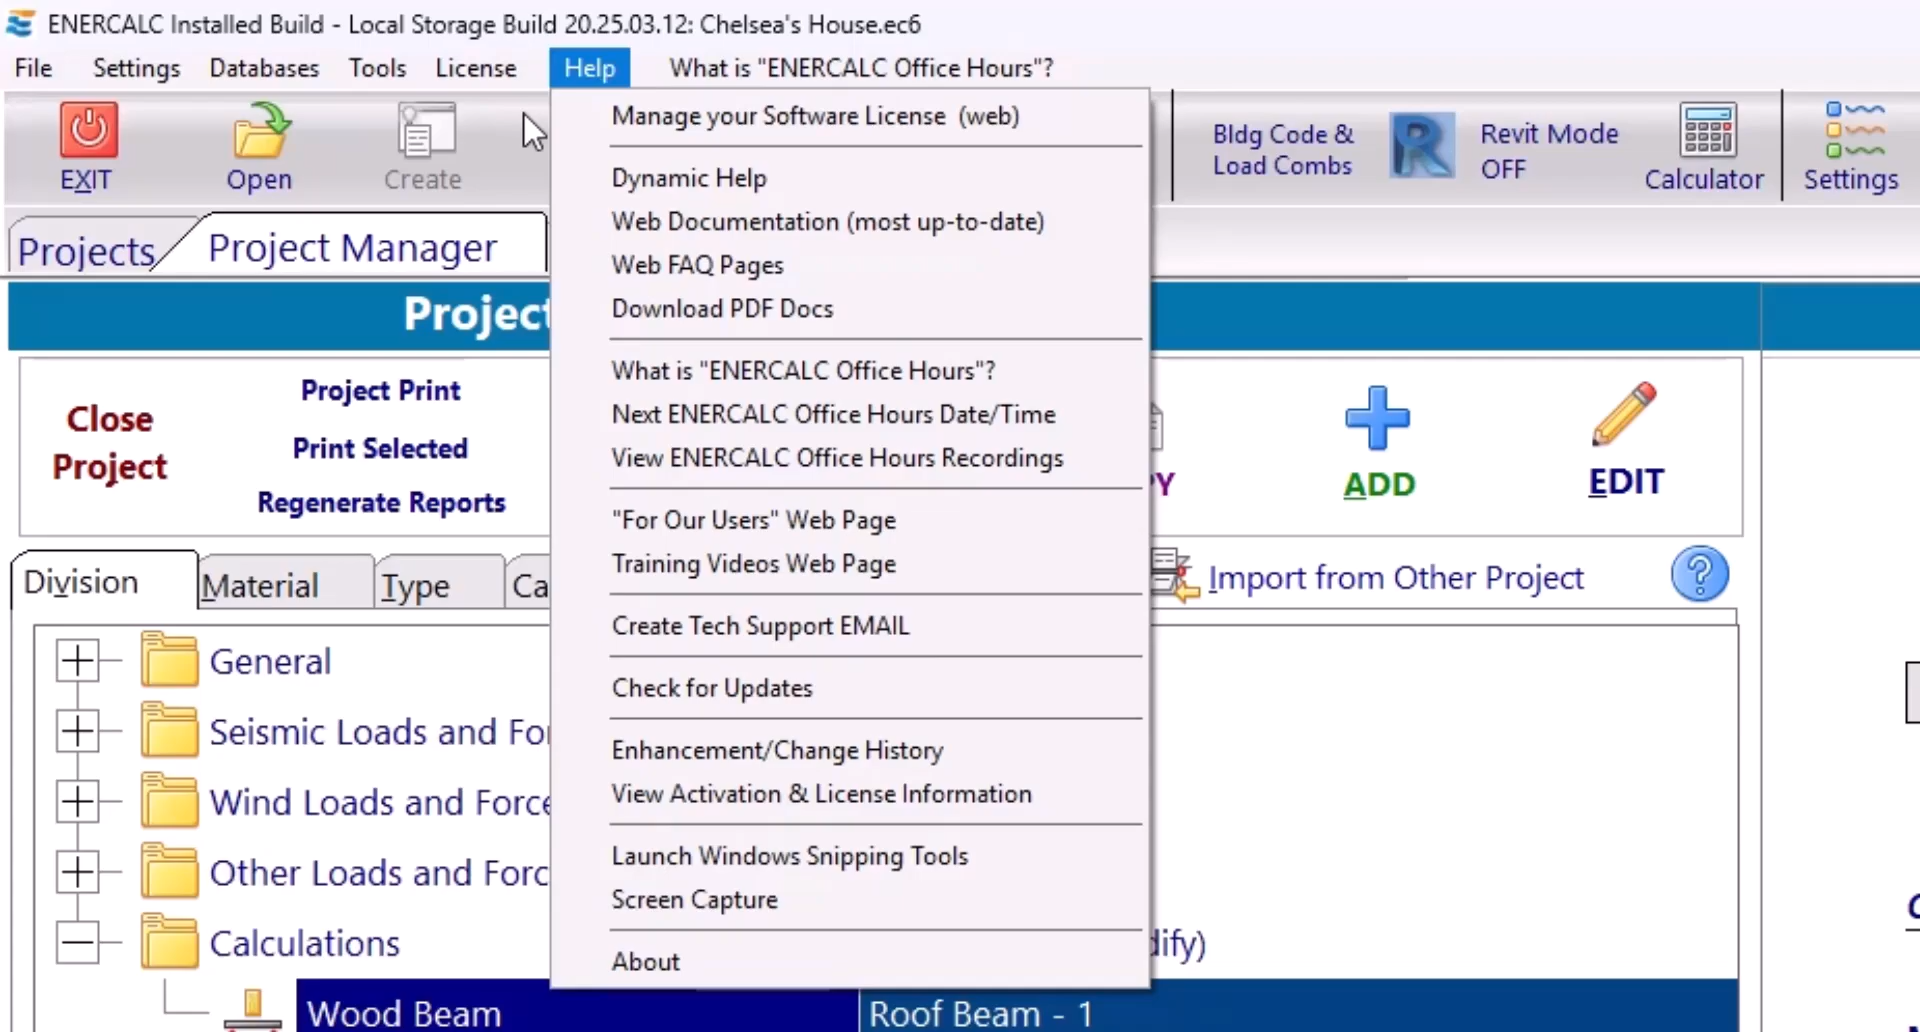 ENERCALC Installed Build - Local Storage Build 20.25.03.12: Chelsea's House.ec6
File Settings Databases Tools License Help What is "ENERCALC Office Hours"?
EXIT
Open
Create
Bldg Code &
Load Combs
Revit Mode
OFF
Calculator
Settings
Projects
Project Manager
Project
Close
Project
Project Print
Print Selected
Regenerate Reports
ADD
EDIT
Division
Material
Type
Import from Other Project
General
Seismic Loads and
Wind Loads and
Other Loads and
Calculations
Wood Beam
Roof Beam - 1
Manage your Software License (web)
Dynamic Help
Web Documentation (most up-to-date)
Web FAQ Pages
Download PDF Docs
What is "ENERCALC Office Hours"?
Next ENERCALC Office Hours Date/Time
View ENERCALC Office Hours Recordings
"For Our Users" Web Page
Training Videos Web Page
Create Tech Support EMAIL
Check for Updates
Enhancement/Change History
View Activation & License Information
Launch Windows Snipping Tools
Screen Capture
About